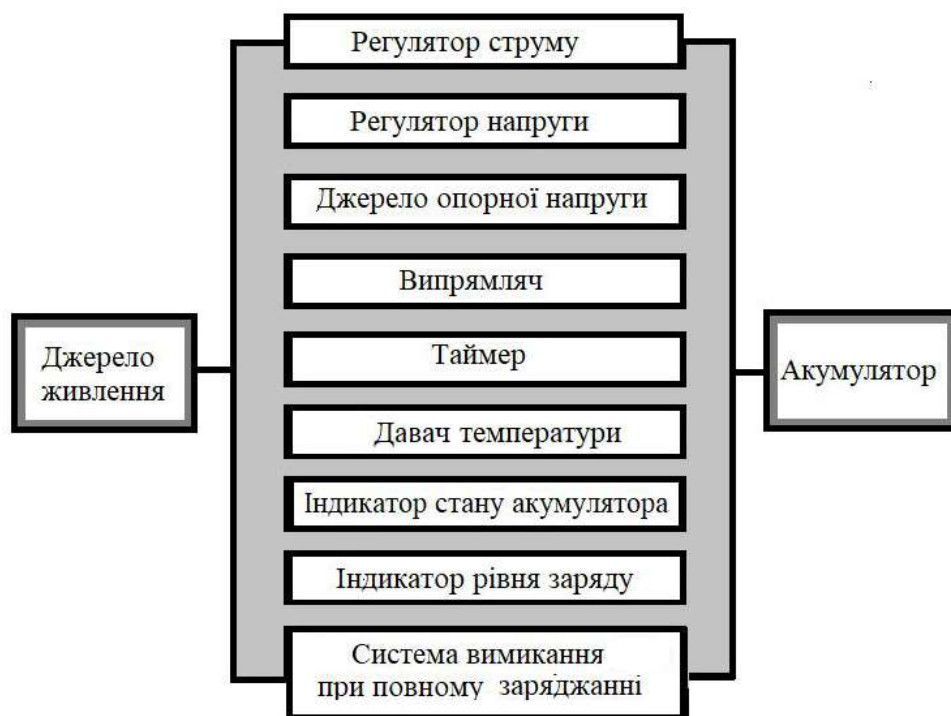 Регулятор струму
Регулятор напруги
Джерело опорної напруги
Випрямляч
Таймер
Давач температури
Індикатор стану акумулятора
Індикатор рівня заряду
Система вимикання
при повному заряджанні
Джерело
живлення
Акумулятор